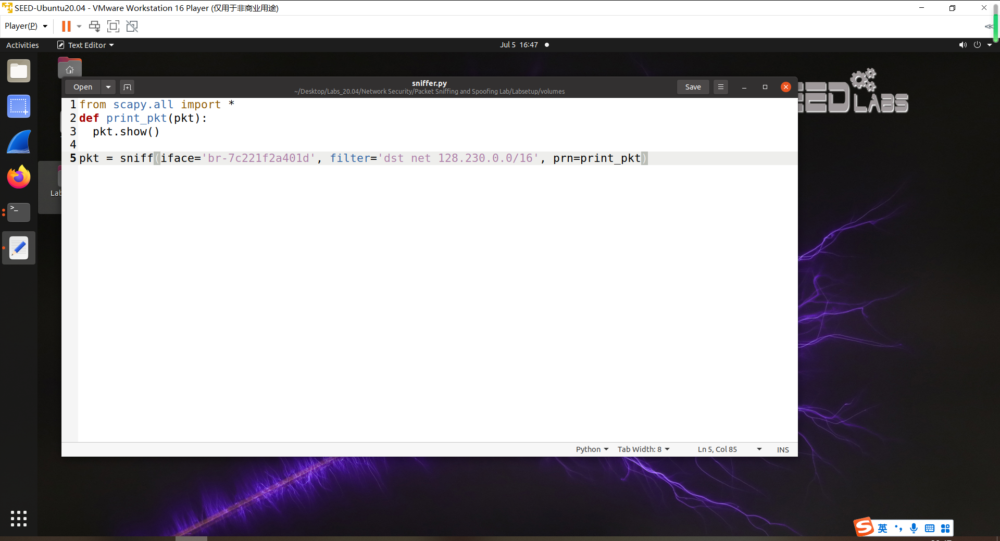 SEED-Ubuntu20.04 - VMware Workstation 16 Player (仅用于非商业用途)
Player(P)
Activities
Text Editor
Jul 5 16:47
Open
sniffer.py
~/Desktop/Labs_20.04/Network Security/Packet Sniffing and Spoofing Lab/Labsetup/volumes
Save
1 from scapy.all import *
2 def print_pkt(pkt):
3   pkt.show()
4
5 pkt = sniff(iface='br-7c221f2a401d', filter='dst net 128.230.0.0/16', prn=print_pkt)
LABS
Python
Tab Width: 8
Ln 5, Col 85
INS
英